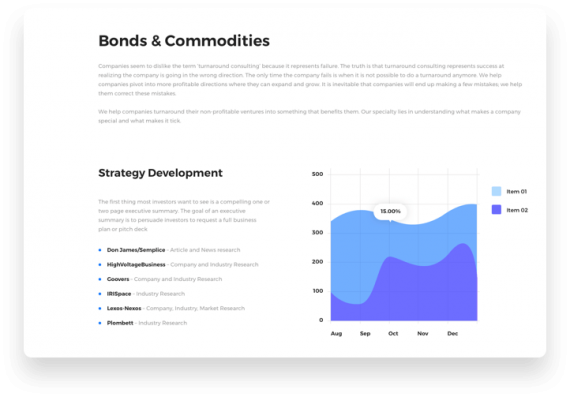 Bonds & Commodities
Companies seem to dislike the term 'turnaround consulting' because it represents failure. The truth is that turnaround consulting represents success at
realizing the company is going in the wrong direction. The only time the company fails is when it is not possible to do a turnaround anymore. We help
companies pivot into more profitable directions where they can expand and grow. It is inevitable that companies will end up making a few mistakes; we help
them correct these mistakes.
We help companies turnaround their non-profitable ventures into something that benefits them. Our specialty lies in understanding what makes a company
special and what makes it tick.
Strategy Development
The first thing most investors want to see is a compelling one or
two page executive summary. The goal of an executive
summary is to persuade investors to request a full business
plan or pitch deck
Don James/Semplice - Article and News research
HighVoltageBusiness - Company and Industry Research
Goovers - Company and Industry Research
IRISpace - Industry Research
Lexos-Nexos - Company, Industry, Market Research
Plombett - Industry Research
500
400
300
200
100
0
15.00%
Aug Sep Oct Nov Dec
Item 01
Item 02